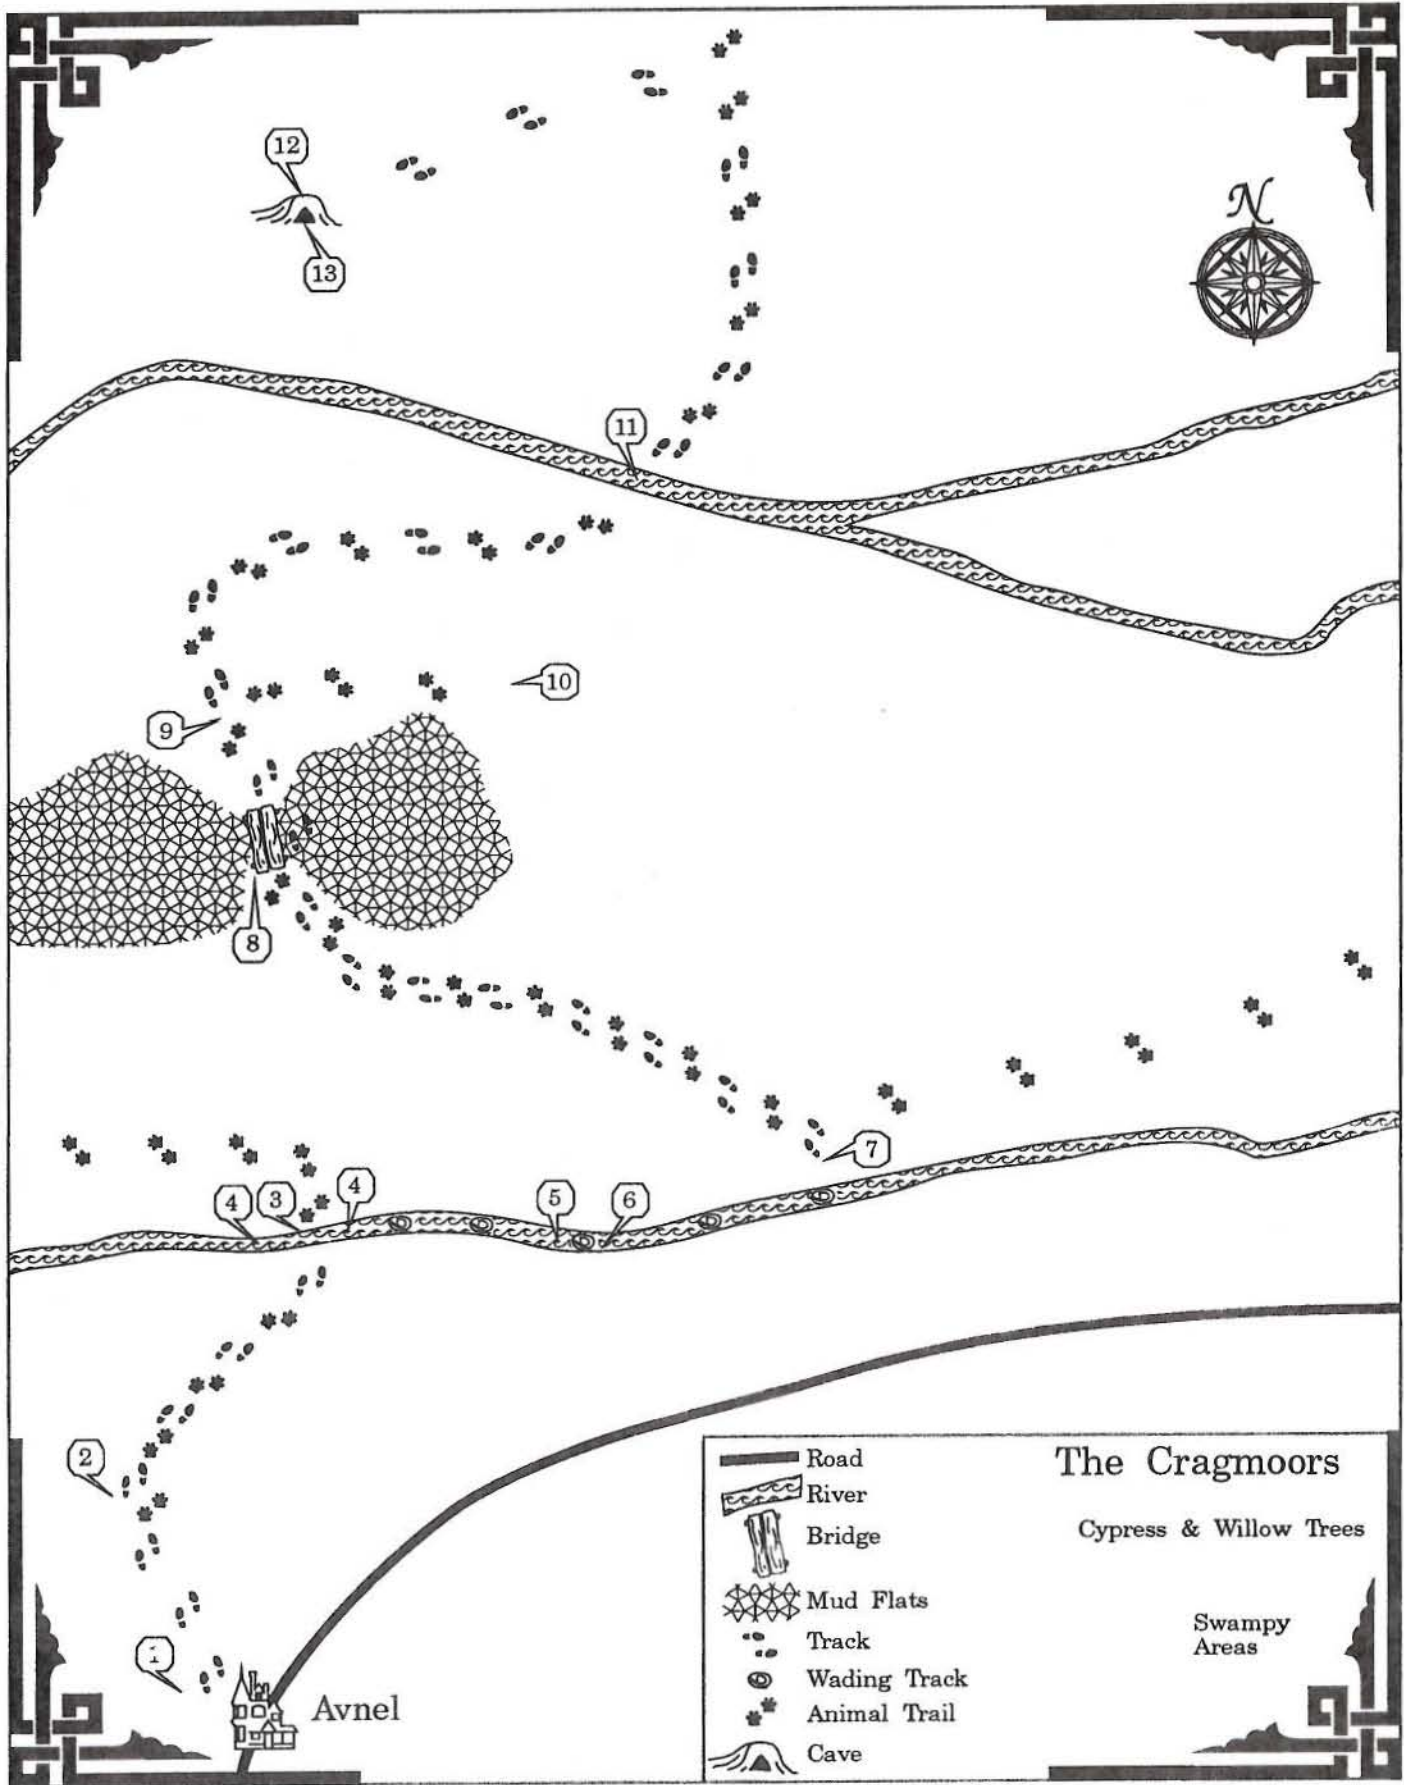 12
N
13
11
10
9
8
7
4
3
4
5
6
2
1
Avnel
The Cragmoors
Cypress & Willow Trees
Swampy
Areas
Road
River
Bridge
Mud Flats
Track
Wading Track
Animal Trail
Cave